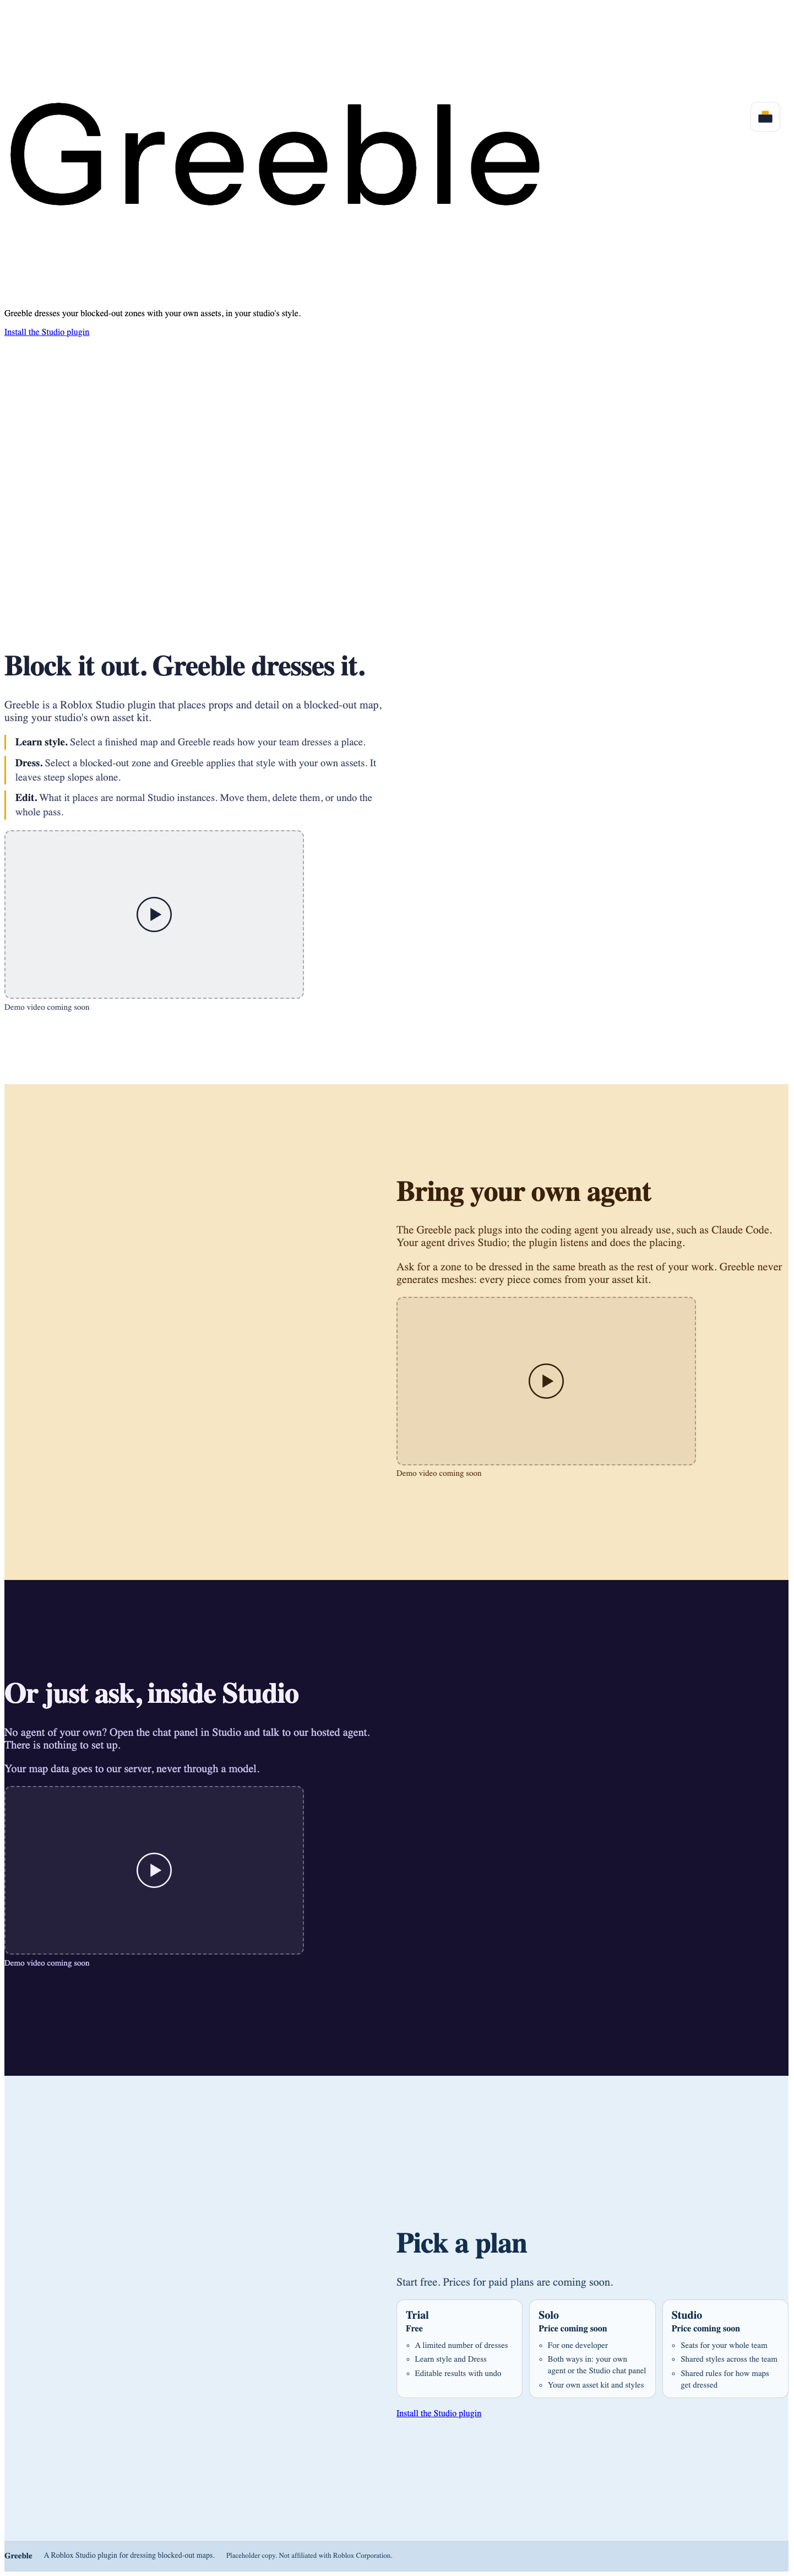 Greeble
Greeble dresses your blocked-out zones with your own assets, in your studio's style.
Install the Studio plugin
Block it out. Greeble dresses it.
Greeble is a Roblox Studio plugin that places props and detail on a blocked-out map,
using your studio's own asset kit.
Learn style. Select a finished map and Greeble reads how your team dresses a place.
Dress. Select a blocked-out zone and Greeble applies that style with your own assets. It
leaves steep slopes alone.
Edit. What it places are normal Studio instances. Move them, delete them, or undo the
whole pass.
Demo video coming soon
Bring your own agent
The Greeble pack plugs into the coding agent you already use, such as Claude Code.
Your agent drives Studio; the plugin listens and does the placing.
Ask for a zone to be dressed in the same breath as the rest of your work. Greeble never
generates meshes: every piece comes from your asset kit.
Demo video coming soon
Or just ask, inside Studio
No agent of your own? Open the chat panel in Studio and talk to our hosted agent.
There is nothing to set up.
Your map data goes to our server, never through a model.
Demo video coming soon
Pick a plan
Start free. Prices for paid plans are coming soon.
Trial
Free
A limited number of dresses
Learn style and Dress
Editable results with undo
Solo
Price coming soon
For one developer
Both ways in: your own
agent or the Studio chat panel
Your own asset kit and styles
Studio
Price coming soon
Seats for your whole team
Shared styles across the team
Shared rules for how maps
get dressed
Install the Studio plugin
Greeble A Roblox Studio plugin for dressing blocked-out maps. Placeholder copy. Not affiliated with Roblox Corporation.